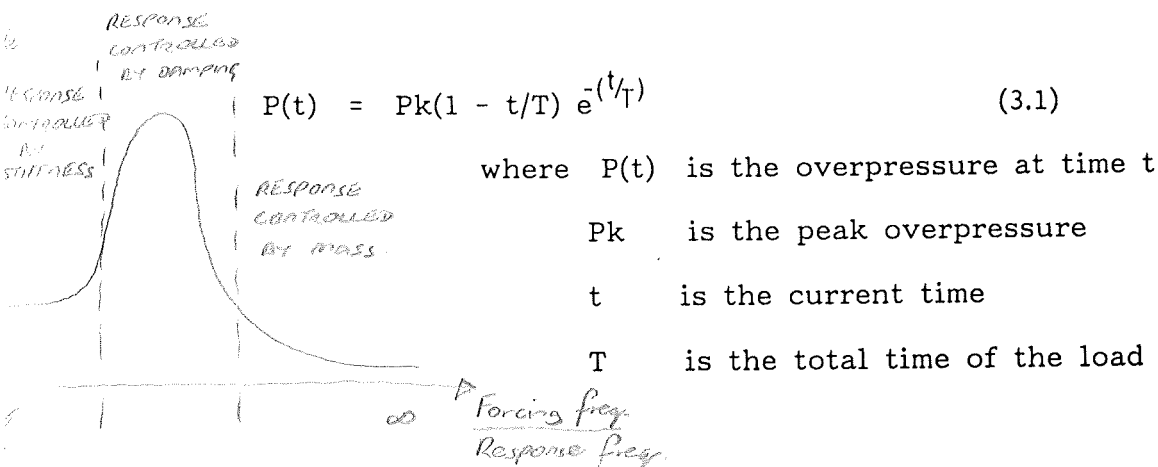 RESPONSE
CONTROLLED
BY DAMPING
CONTROLLED
BY
STIFFNESS
RESPONSE
CONTROLLED
BY MASS.
P(t) = Pk(1 - t/T) e^-(t/T) (3.1)
where P(t) is the overpressure at time t
Pk is the peak overpressure
t is the current time
T is the total time of the load
∞
Forcing freq.
Response freq.